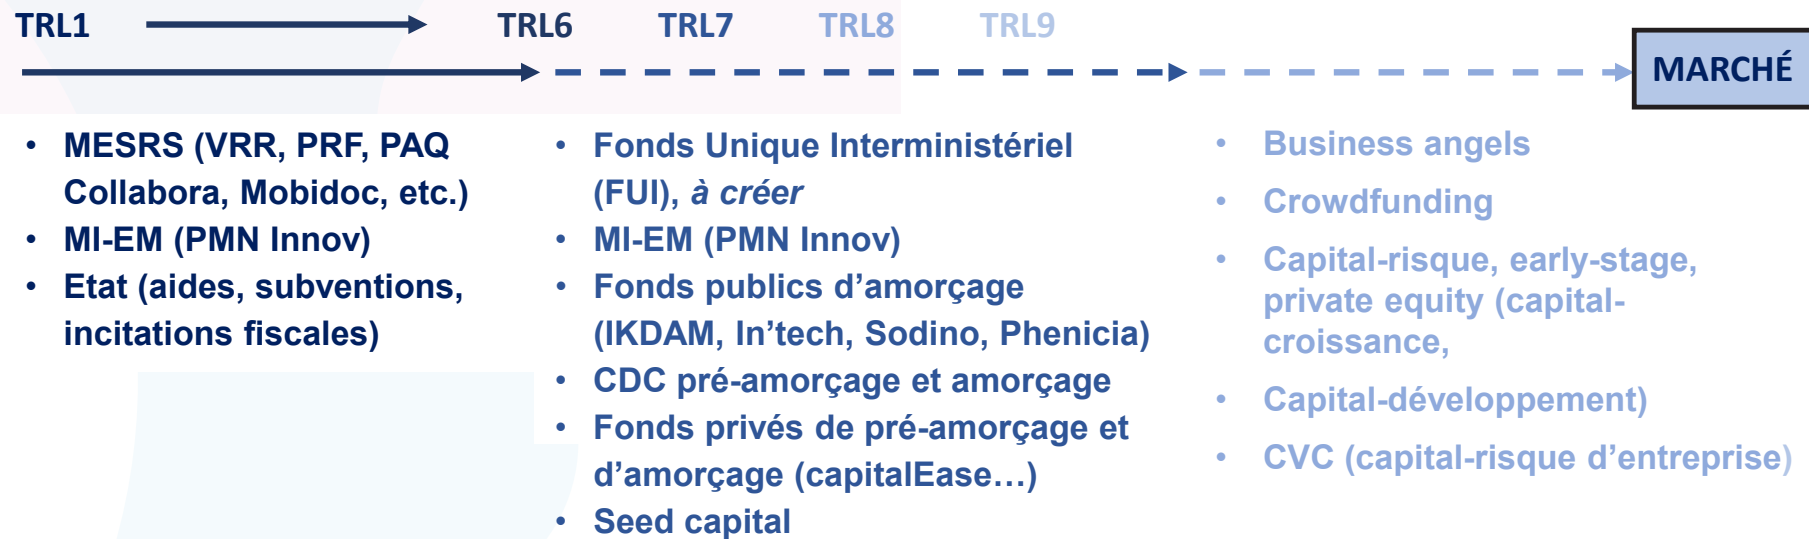 TRL1 TRL6 TRL7 TRL8 TRL9
MARCHÉ
• MESRS (VRR, PRF, PAQ
Collabora, Mobidoc, etc.)
• MI-EM (PMN Innov)
• Etat (aides, subventions,
incitations fiscales)
• Fonds Unique Interministériel
(FUI), à créer
• MI-EM (PMN Innov)
• Fonds publics d’amorçage
(IKDAM, In’tech, Sodino, Phenicia)
• CDC pré-amorçage et amorçage
• Fonds privés de pré-amorçage et
d’amorçage (capitalEase…)
• Seed capital
• Business angels
• Crowdfunding
• Capital-risque, early-stage,
private equity (capital-
croissance,
• Capital-développement)
• CVC (capital-risque d’entreprise)